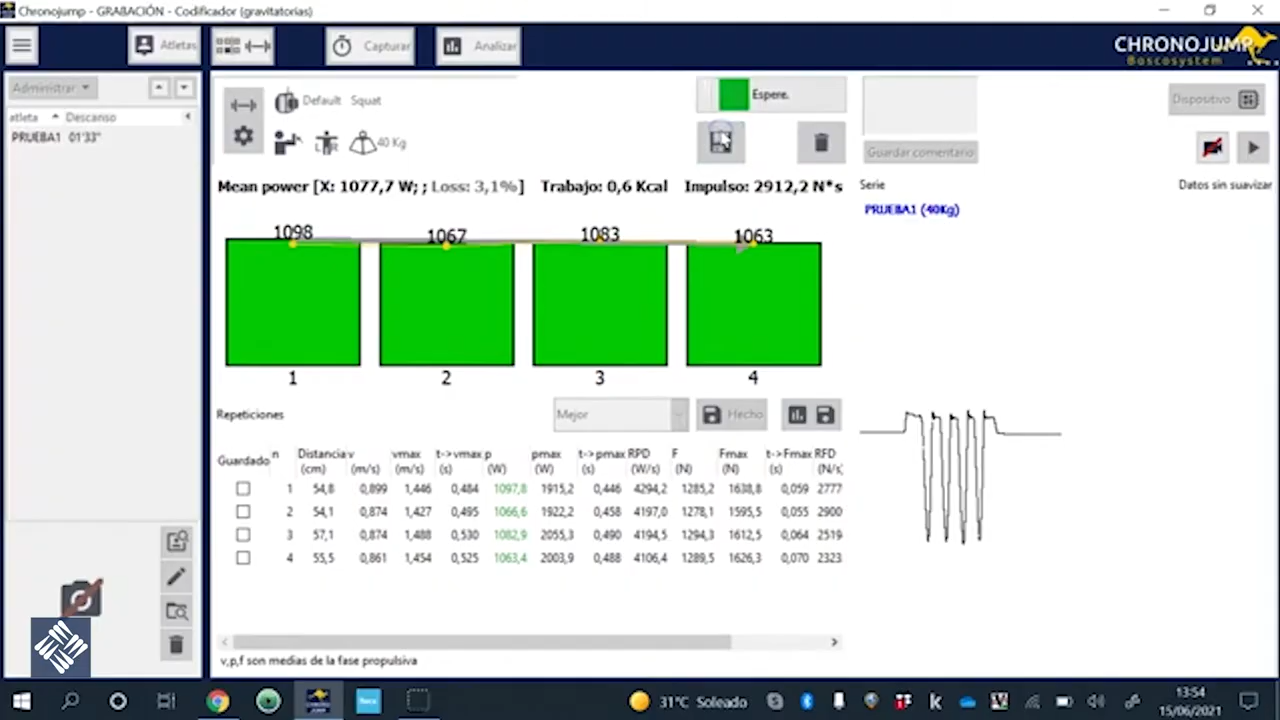 Chronojump - GRABACIÓN - Codificador (gravitatorias)
Atletas
Capturar
Analizar
CHRONOJUMP
Boscosystem
Administrar
atleta Descanso
PRUEBA1 01'33"
Default Squat
40 Kg
Espere.
Guardar comentario
Dispositivo
Datos sin suavizar
Mean power [X: 1077,7 W; ; Loss: 3,1%] Trabajo: 0,6 Kcal Impulso: 2912,2 N*s
Serie
PRUEBA1 (40Kg)
1098 1067 1083 1063
1 2 3 4
Repeticiones
Mejor
Hecho
Guardado n Distancia v vmax t->vmax p pmax t->pmax RPD F Fmax t->Fmax RFD
(cm) (m/s) (m/s) (s) (W) (W) (s) (W/s) (N) (N) (s) (N/s)
1 54,8 0,899 1,446 0,484 1097,8 1915,2 0,446 4294,2 1285,2 1638,8 0,059 2777
2 54,1 0,874 1,427 0,495 1066,6 1922,2 0,458 4197,0 1278,1 1595,5 0,055 2900
3 57,1 0,874 1,488 0,530 1082,9 2055,3 0,490 4194,5 1294,3 1612,5 0,064 2519
4 55,5 0,861 1,454 0,525 1063,4 2003,9 0,488 4106,4 1289,5 1626,3 0,070 2323
v,p,f son medias de la fase propulsiva
31°C Soleado
13:54
15/06/2021